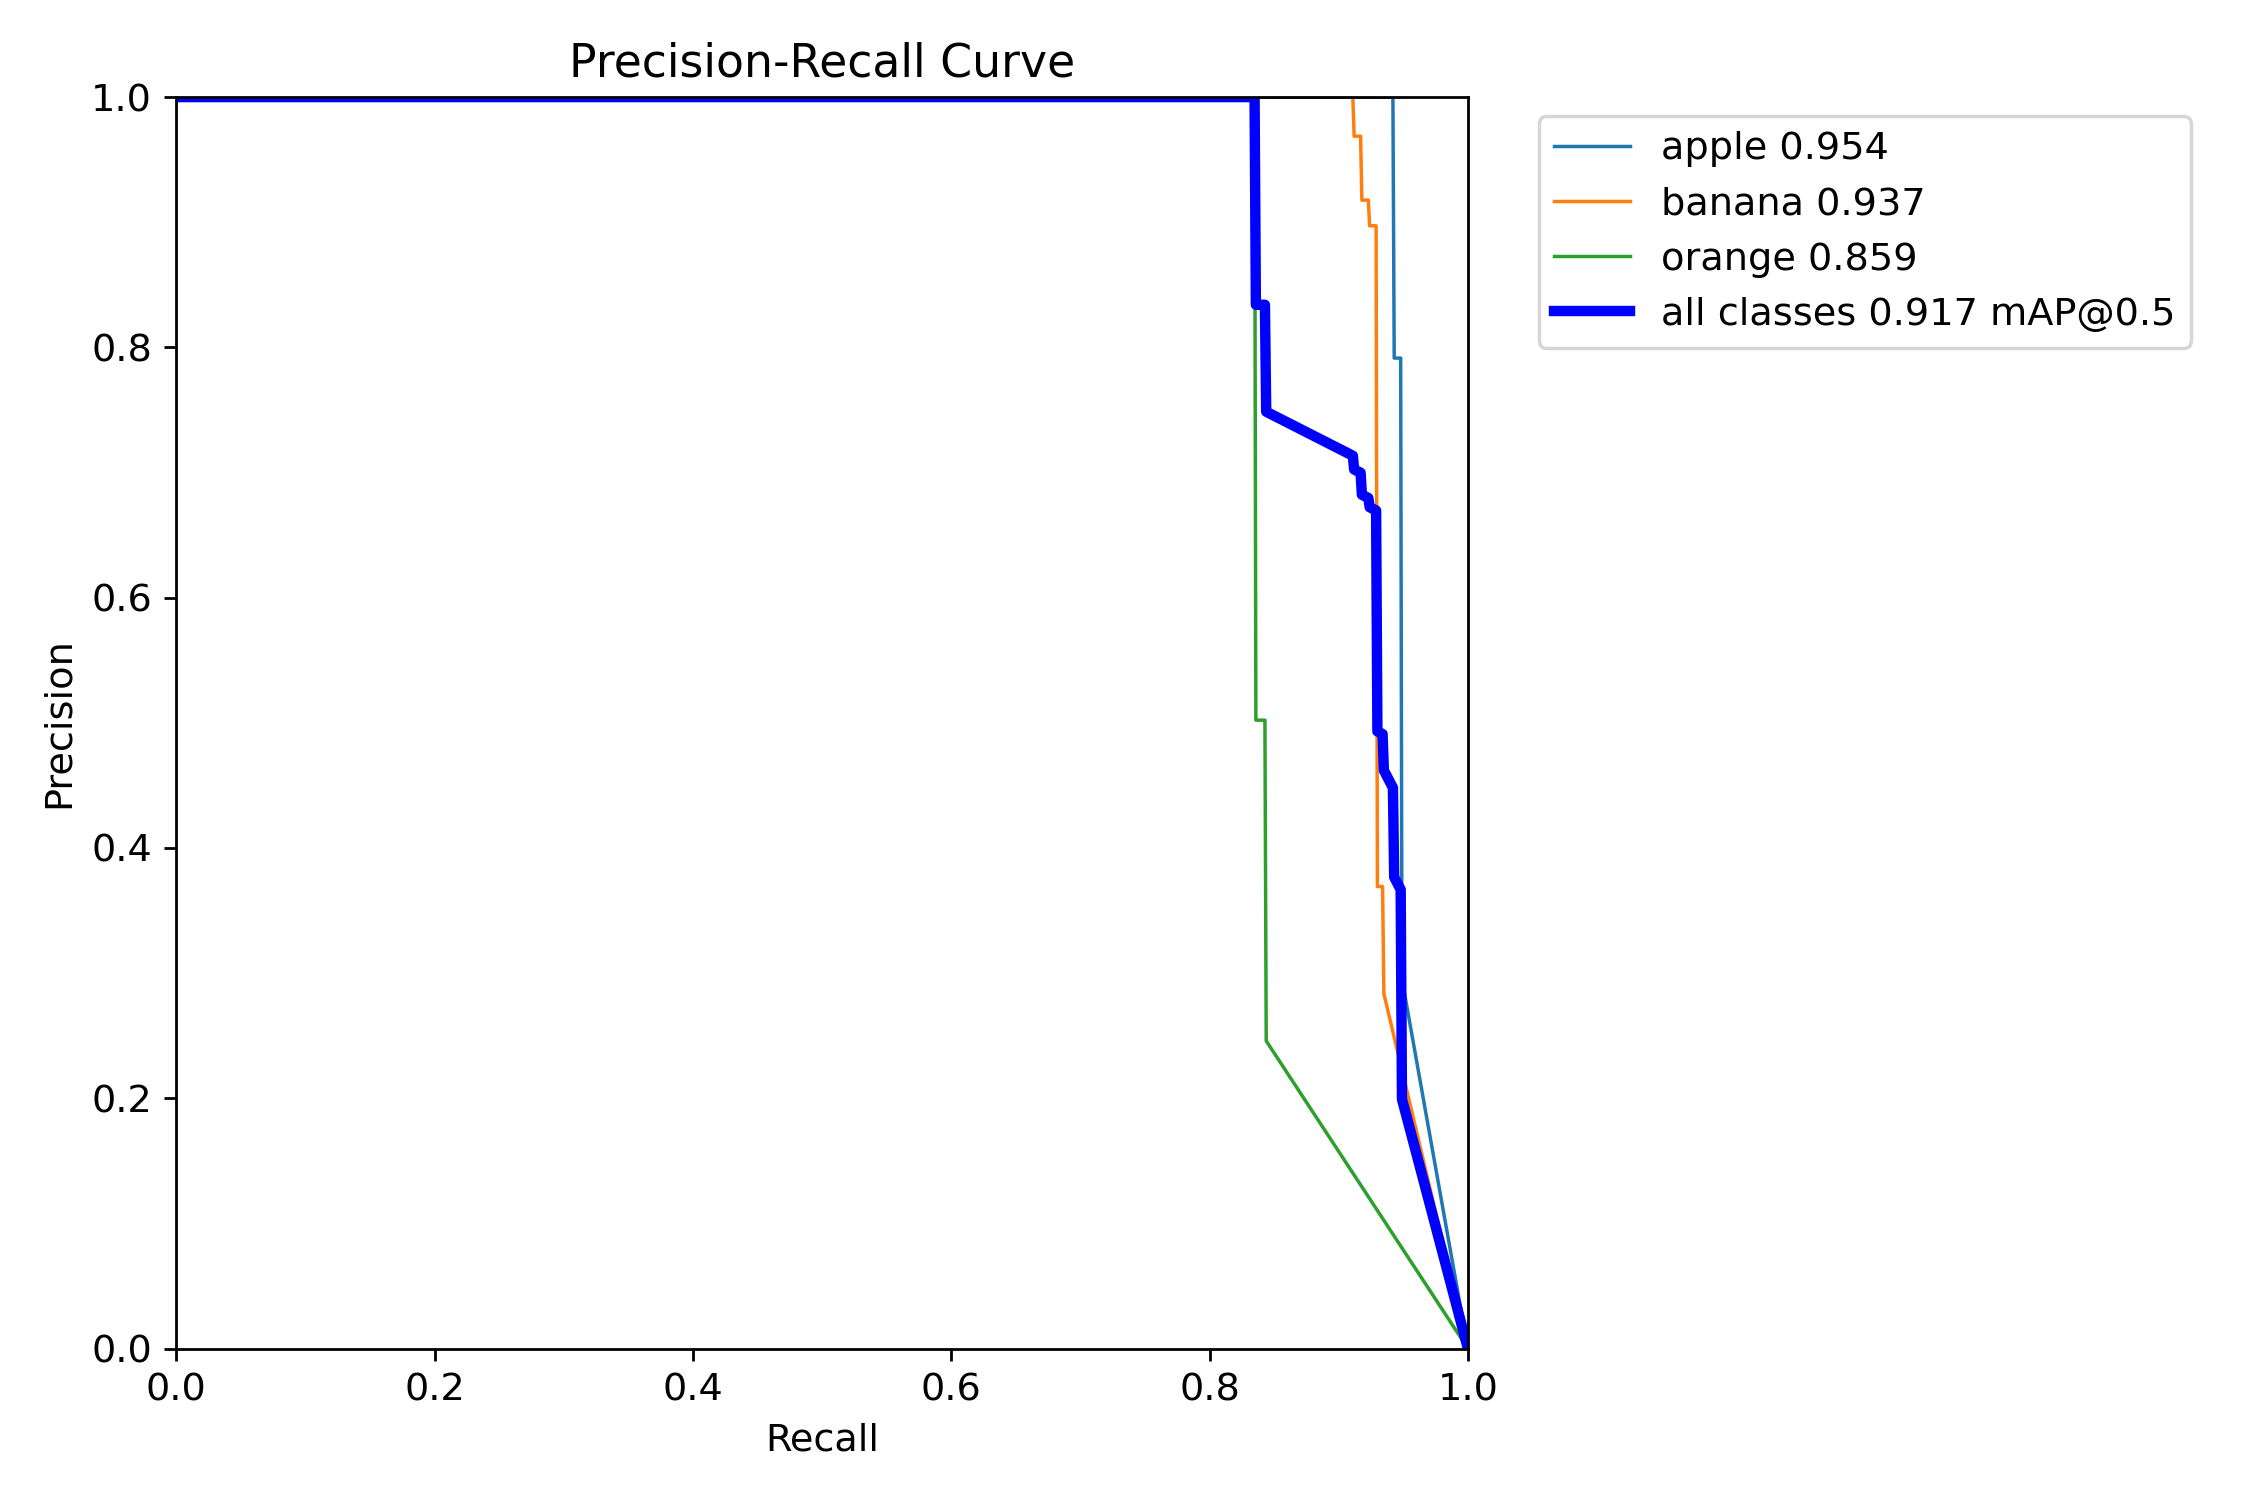 Precision-Recall Curve
1.0
0.8
0.6
0.4
0.2
0.0
Precision
0.0 0.2 0.4 0.6 0.8 1.0
Recall
apple 0.954
banana 0.937
orange 0.859
all classes 0.917 mAP@0.5